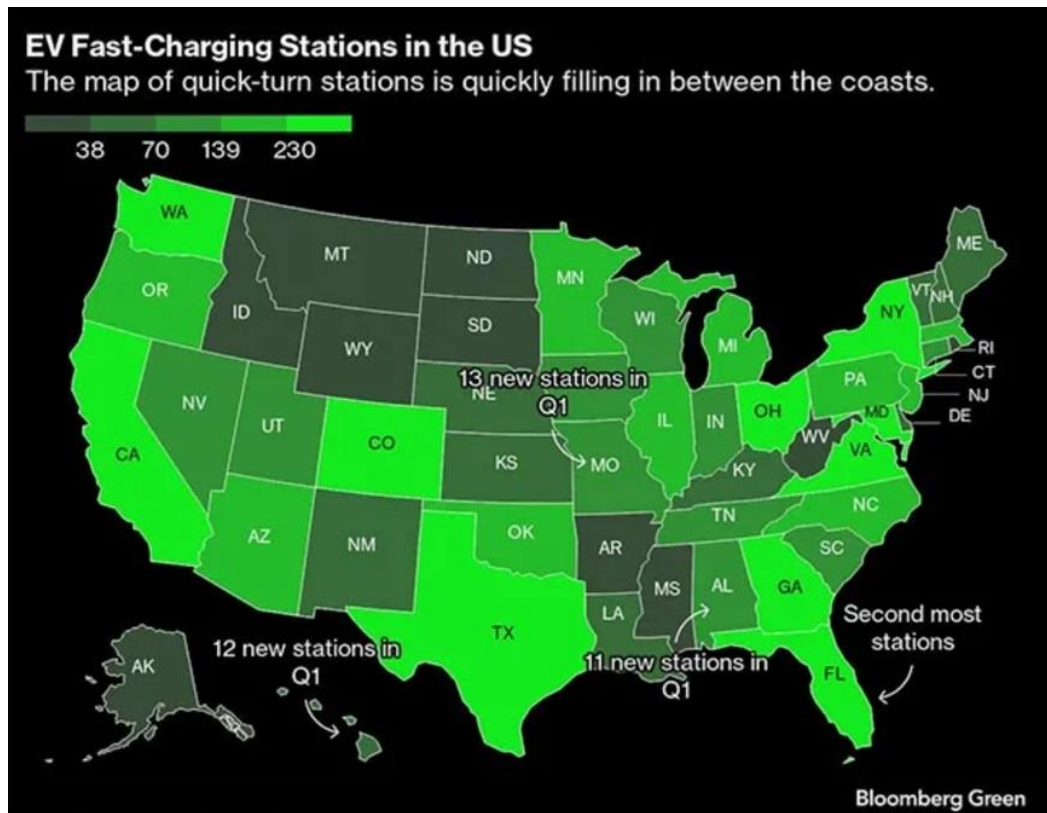 EV Fast-Charging Stations in the US
The map of quick-turn stations is quickly filling in between the coasts.
38 70 139 230
WA
MT
ND
ME
OR
MN
VT
NH
ID
SD
WI
NY
WY
MI
RI
13 new stations in
Q1
NE
CT
PA
NJ
NV
OH
MD
DE
UT
CO
IL
IN
WV
CA
KS
MO
KY
VA
NC
TN
AZ
NM
OK
AR
SC
MS
AL
GA
LA
TX
Second most
stations
12 new stations in
Q1
AK
11 new stations in
Q1
FL
Bloomberg Green